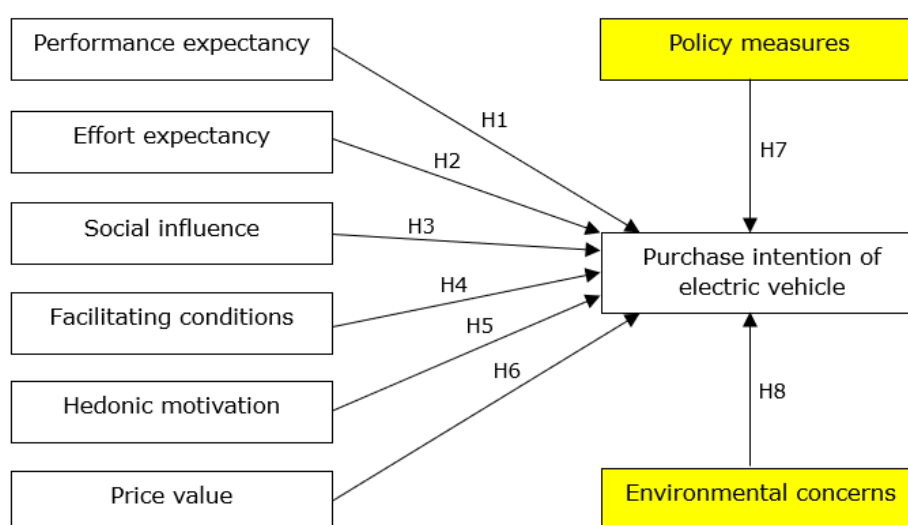 Performance expectancy
Policy measures
H1
Effort expectancy
H2
H7
Social influence
H3
Purchase intention of
electric vehicle
H4
Facilitating conditions
H5
H6
Hedonic motivation
H8
Price value
Environmental concerns